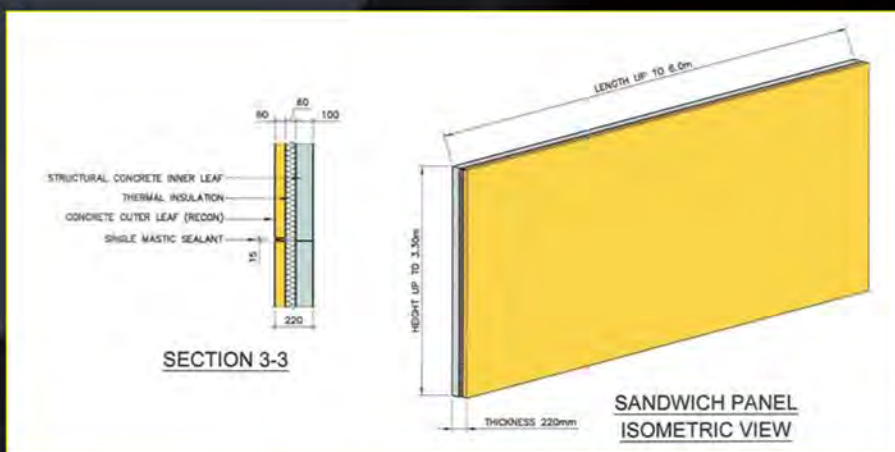 60
60
100
STRUCTURAL CONCRETE INNER LEAF
THERMAL INSULATION
CONCRETE OUTER LEAF (RECON)
SINGLE MASTIC SEALANT
15
220
SECTION 3-3
LENGTH UP TO 6.0m
HEIGHT UP TO 3.30m
THICKNESS 220mm
SANDWICH PANEL
ISOMETRIC VIEW